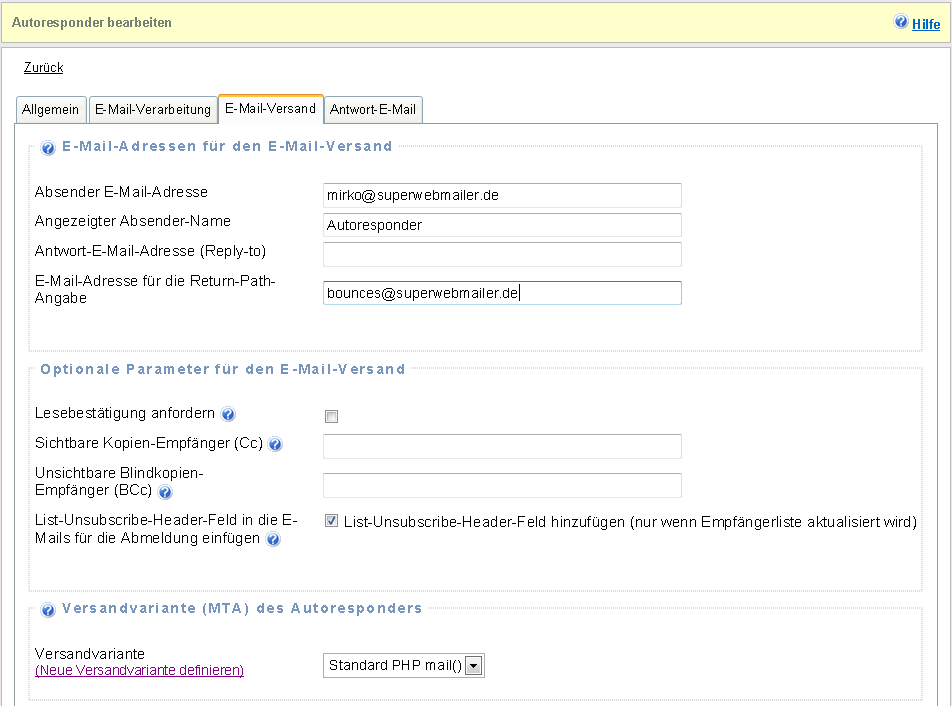 Autoresponder bearbeiten
Hilfe
Zurück
Allgemein
E-Mail-Verarbeitung
E-Mail-Versand
Antwort-E-Mail
E-Mail-Adressen für den E-Mail-Versand
Absender E-Mail-Adresse
mirko@superwebmailer.de
Angezeigter Absender-Name
Autoresponder
Antwort-E-Mail-Adresse (Reply-to)
E-Mail-Adresse für die Return-Path-
Angabe
bounces@superwebmailer.de
Optionale Parameter für den E-Mail-Versand
Lesebestätigung anfordern
Sichtbare Kopien-Empfänger (Cc)
Unsichtbare Blindkopien-
Empfänger (BCc)
List-Unsubscribe-Header-Feld in die E-
Mails für die Abmeldung einfügen
List-Unsubscribe-Header-Feld hinzufügen (nur wenn Empfängerliste aktualisiert wird)
Versandvariante (MTA) des Autoresponders
Versandvariante
(Neue Versandvariante definieren)
Standard PHP mail()